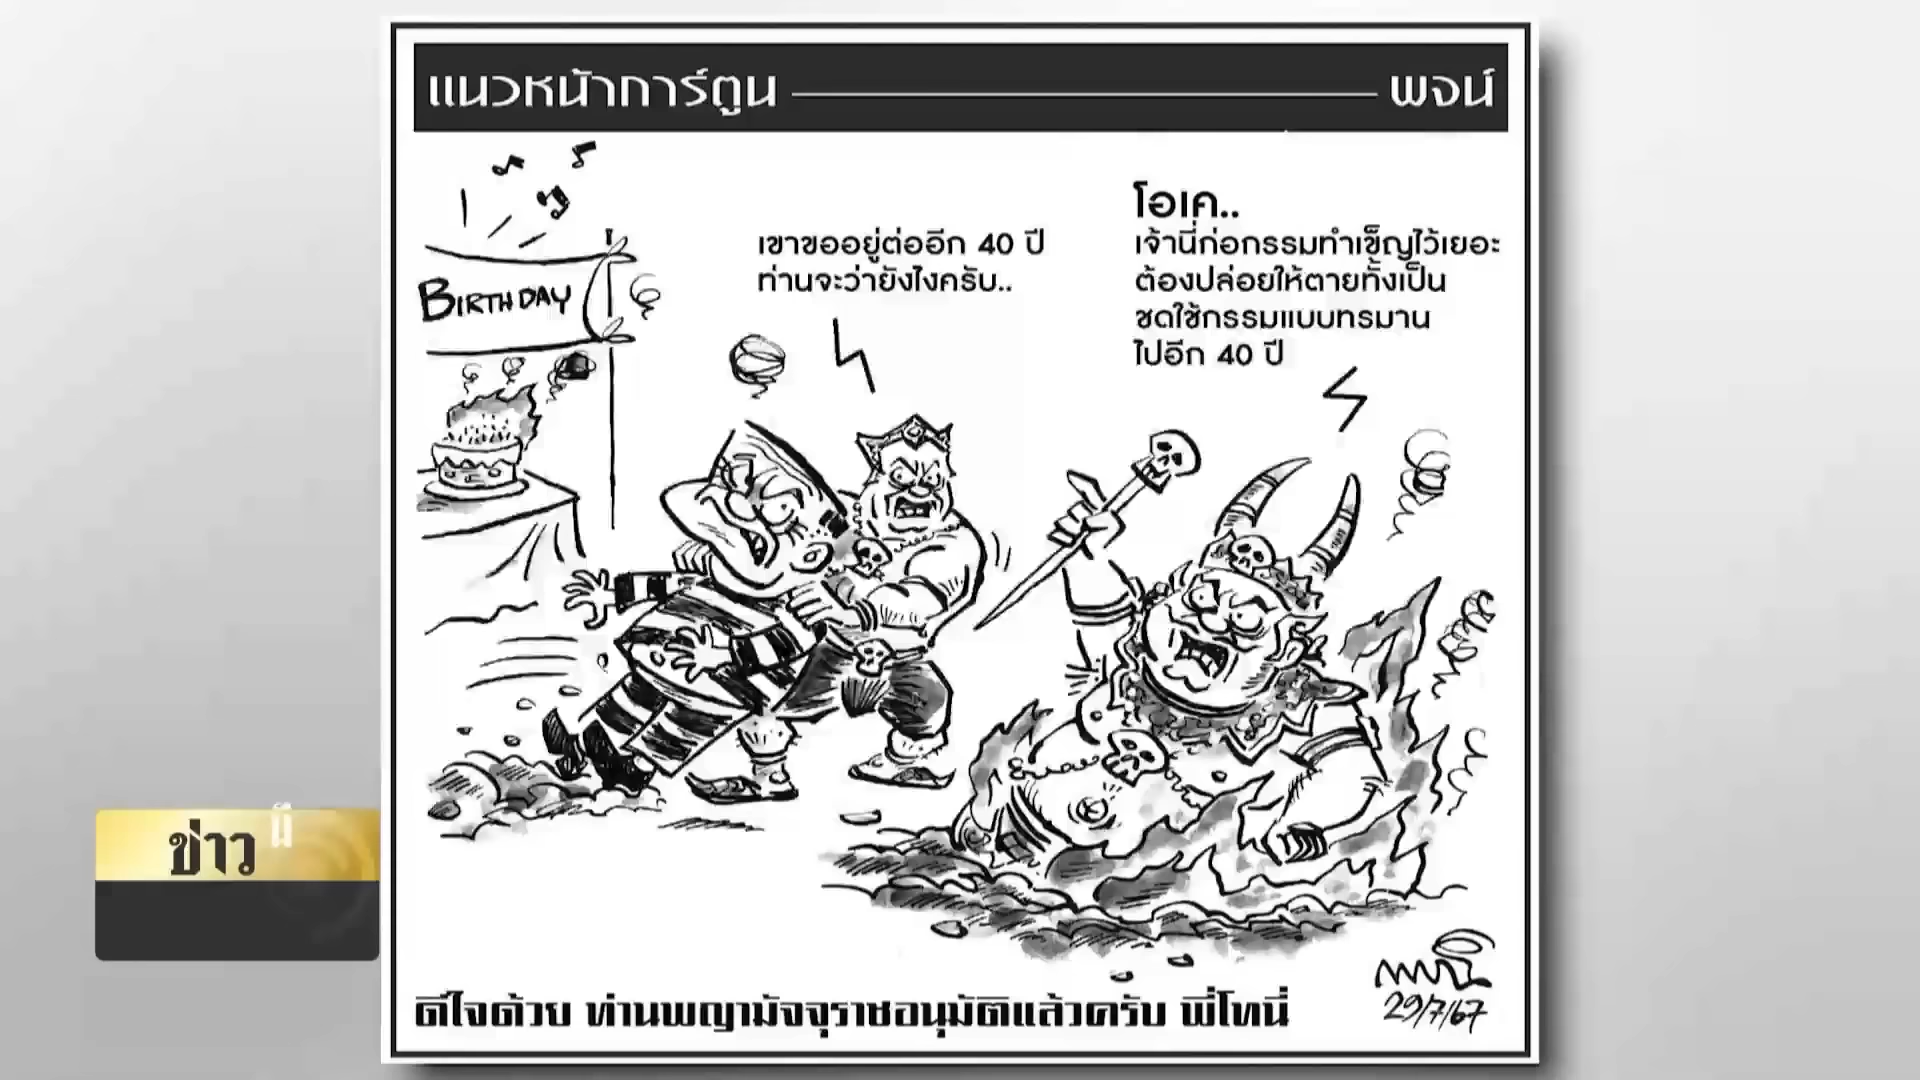 แนวหน้าการ์ตูน
พจน์
BIRTHDAY
เขาขออยู่ต่ออีก 40 ปี
ท่านจะว่ายังไงครับ..
โอเค..
เจ้านี่ก่อกรรมทำเข็ญไว้เยอะ
ต้องปล่อยให้ตายทั้งเป็น
ชดใช้กรรมแบบทรมาน
ไปอีก 40 ปี
ข่าว
29/7/67
ดีใจด้วย ท่านพญามัจจุราชอนุมัติแล้วครับ พี่โทนี่